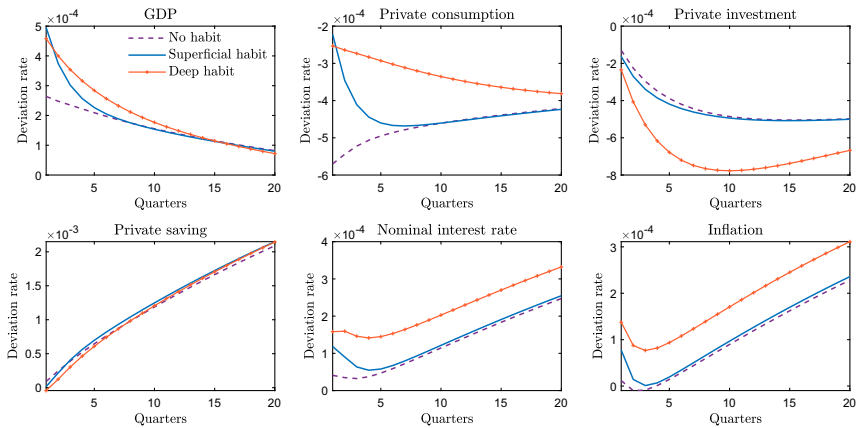 GDP
×10⁻⁴
5
4
3
2
1
0
5
10
15
20
Deviation rate
Quarters
No habit
Superficial habit
Deep habit
Private consumption
×10⁻⁴
-2
-3
-4
-5
-6
5
10
15
20
Deviation rate
Quarters
Private investment
×10⁻⁴
0
-2
-4
-6
-8
5
10
15
20
Deviation rate
Quarters
Private saving
×10⁻³
2
1.5
1
0.5
0
5
10
15
20
Deviation rate
Quarters
Nominal interest rate
×10⁻⁴
4
3
2
1
0
5
10
15
20
Deviation rate
Quarters
Inflation
×10⁻⁴
3
2
1
0
5
10
15
20
Deviation rate
Quarters